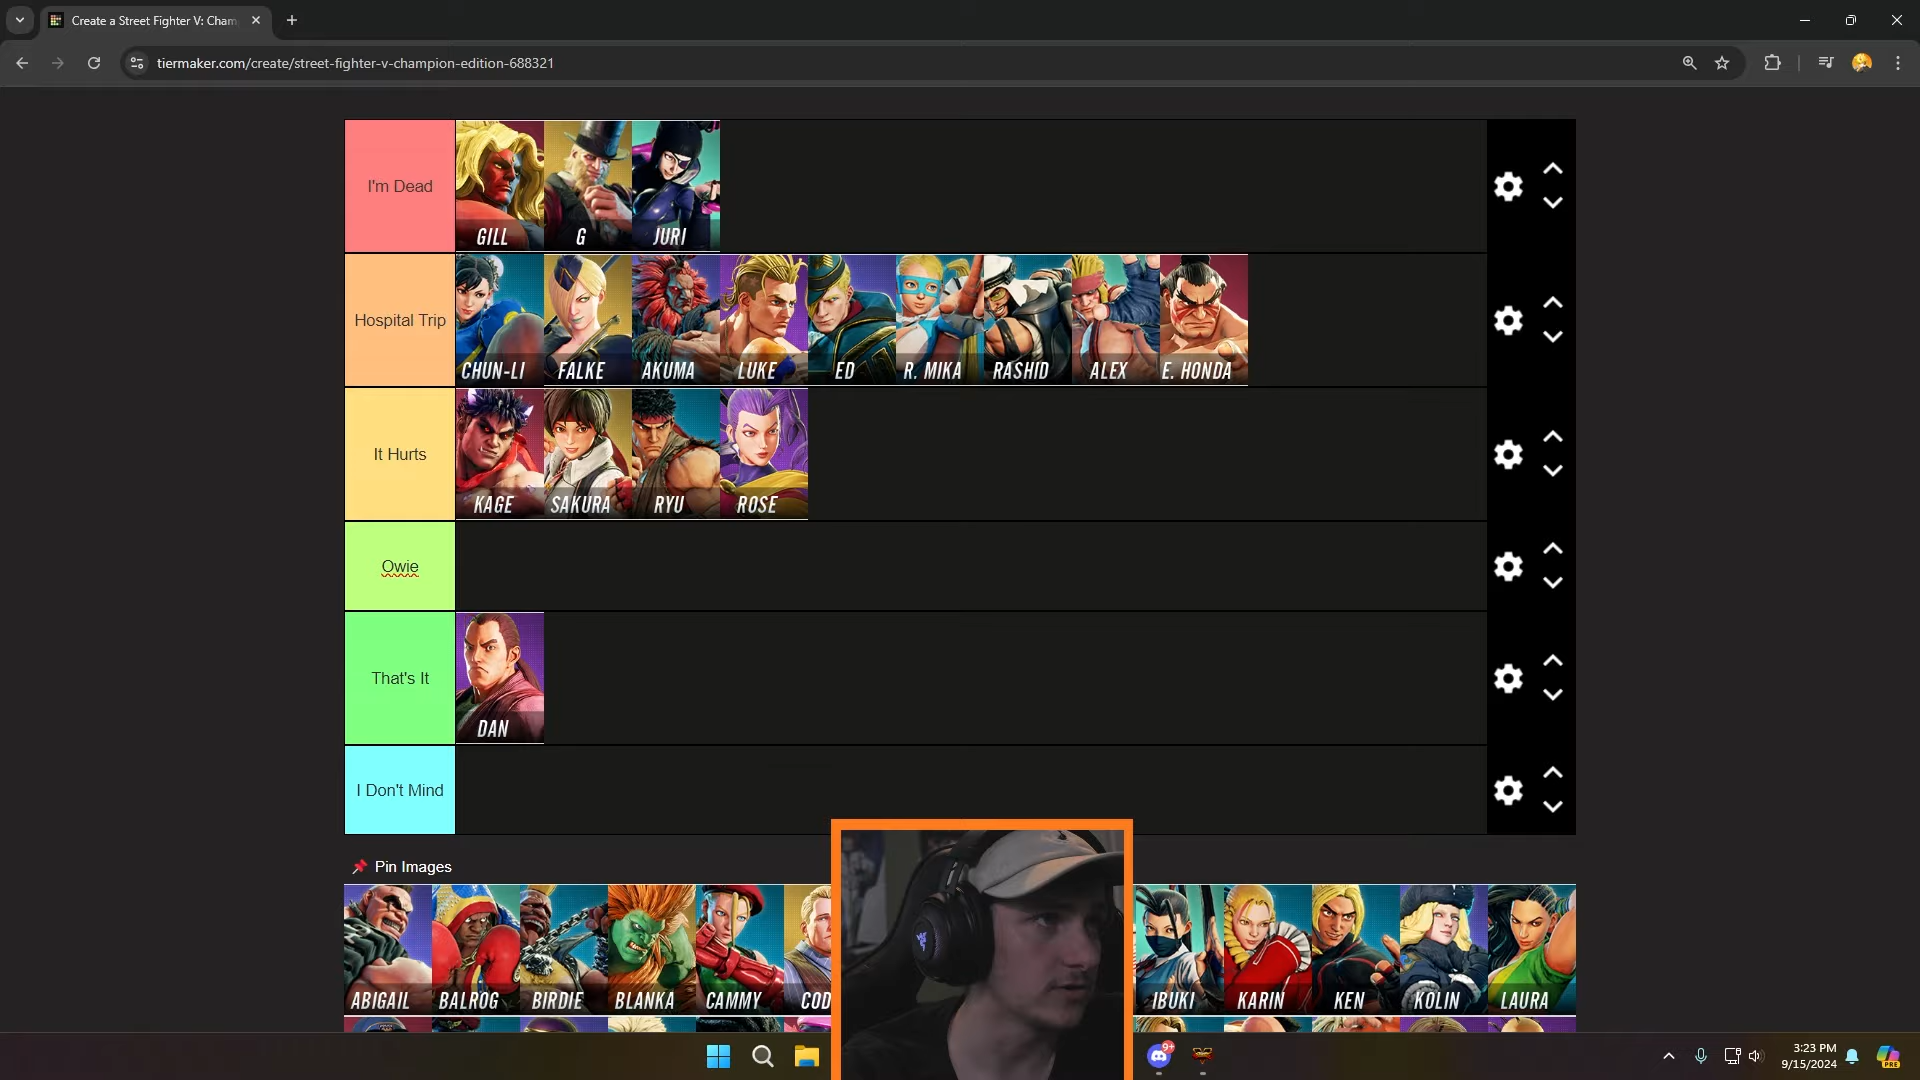 Create a Street Fighter V: Cham
tiermaker.com/create/street-fighter-v-champion-edition-688321
I'm Dead
GILL G JURI
Hospital Trip
CHUN-LI FALKE AKUMA LUKE ED R. MIKA RASHID ALEX E. HONDA
It Hurts
KAGE SAKURA RYU ROSE
Owie
That's It
DAN
I Don't Mind
Pin Images
ABIGAIL BALROG BIRDIE BLANKA CAMMY COD IBUKI KARIN KEN KOLIN LAURA
9+
3:23 PM
9/15/2024
PRE